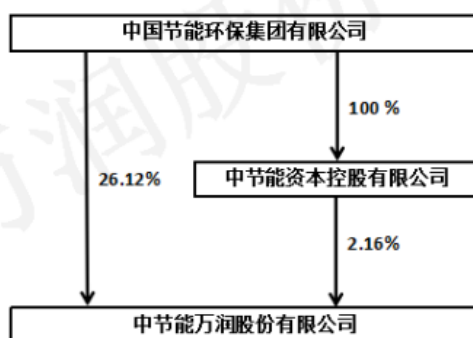 中国节能环保集团有限公司
100 %
26.12%
中节能资本控股有限公司
2.16%
中节能万润股份有限公司